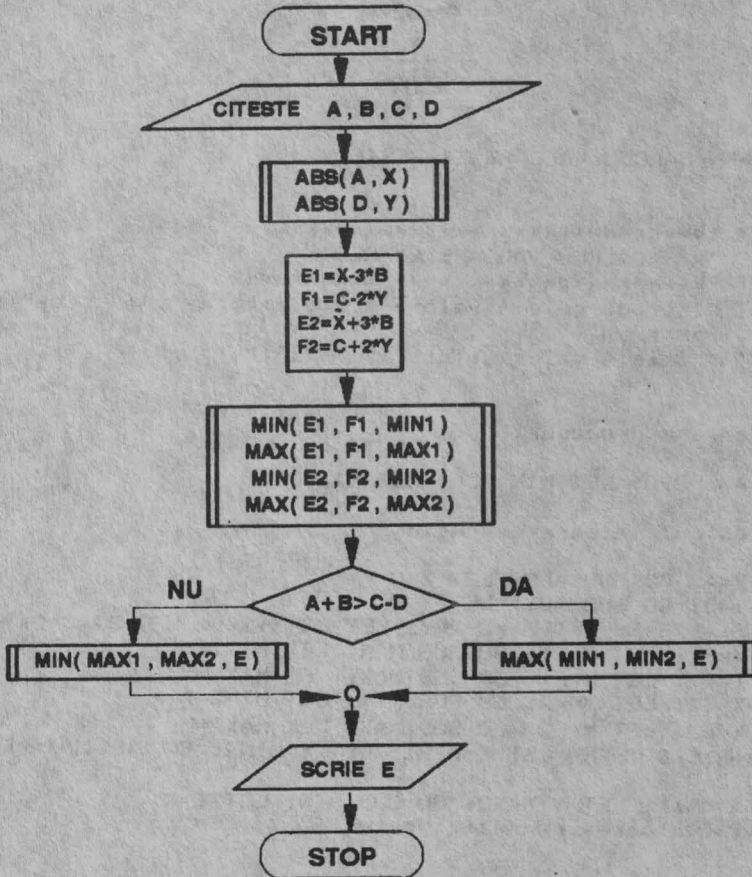 START
CITESTE A, B, C, D
ABS( A , X )
ABS( D , Y )
E1=X-3*B
F1=C-2*Y
E2=X+3*B
F2=C+2*Y
MIN( E1 , F1 , MIN1 )
MAX( E1 , F1 , MAX1 )
MIN( E2 , F2 , MIN2 )
MAX( E2 , F2 , MAX2 )
NU
A+B>C-D
DA
MIN( MAX1 , MAX2 , E )
MAX( MIN1 , MIN2 , E )
SCRIE E
STOP